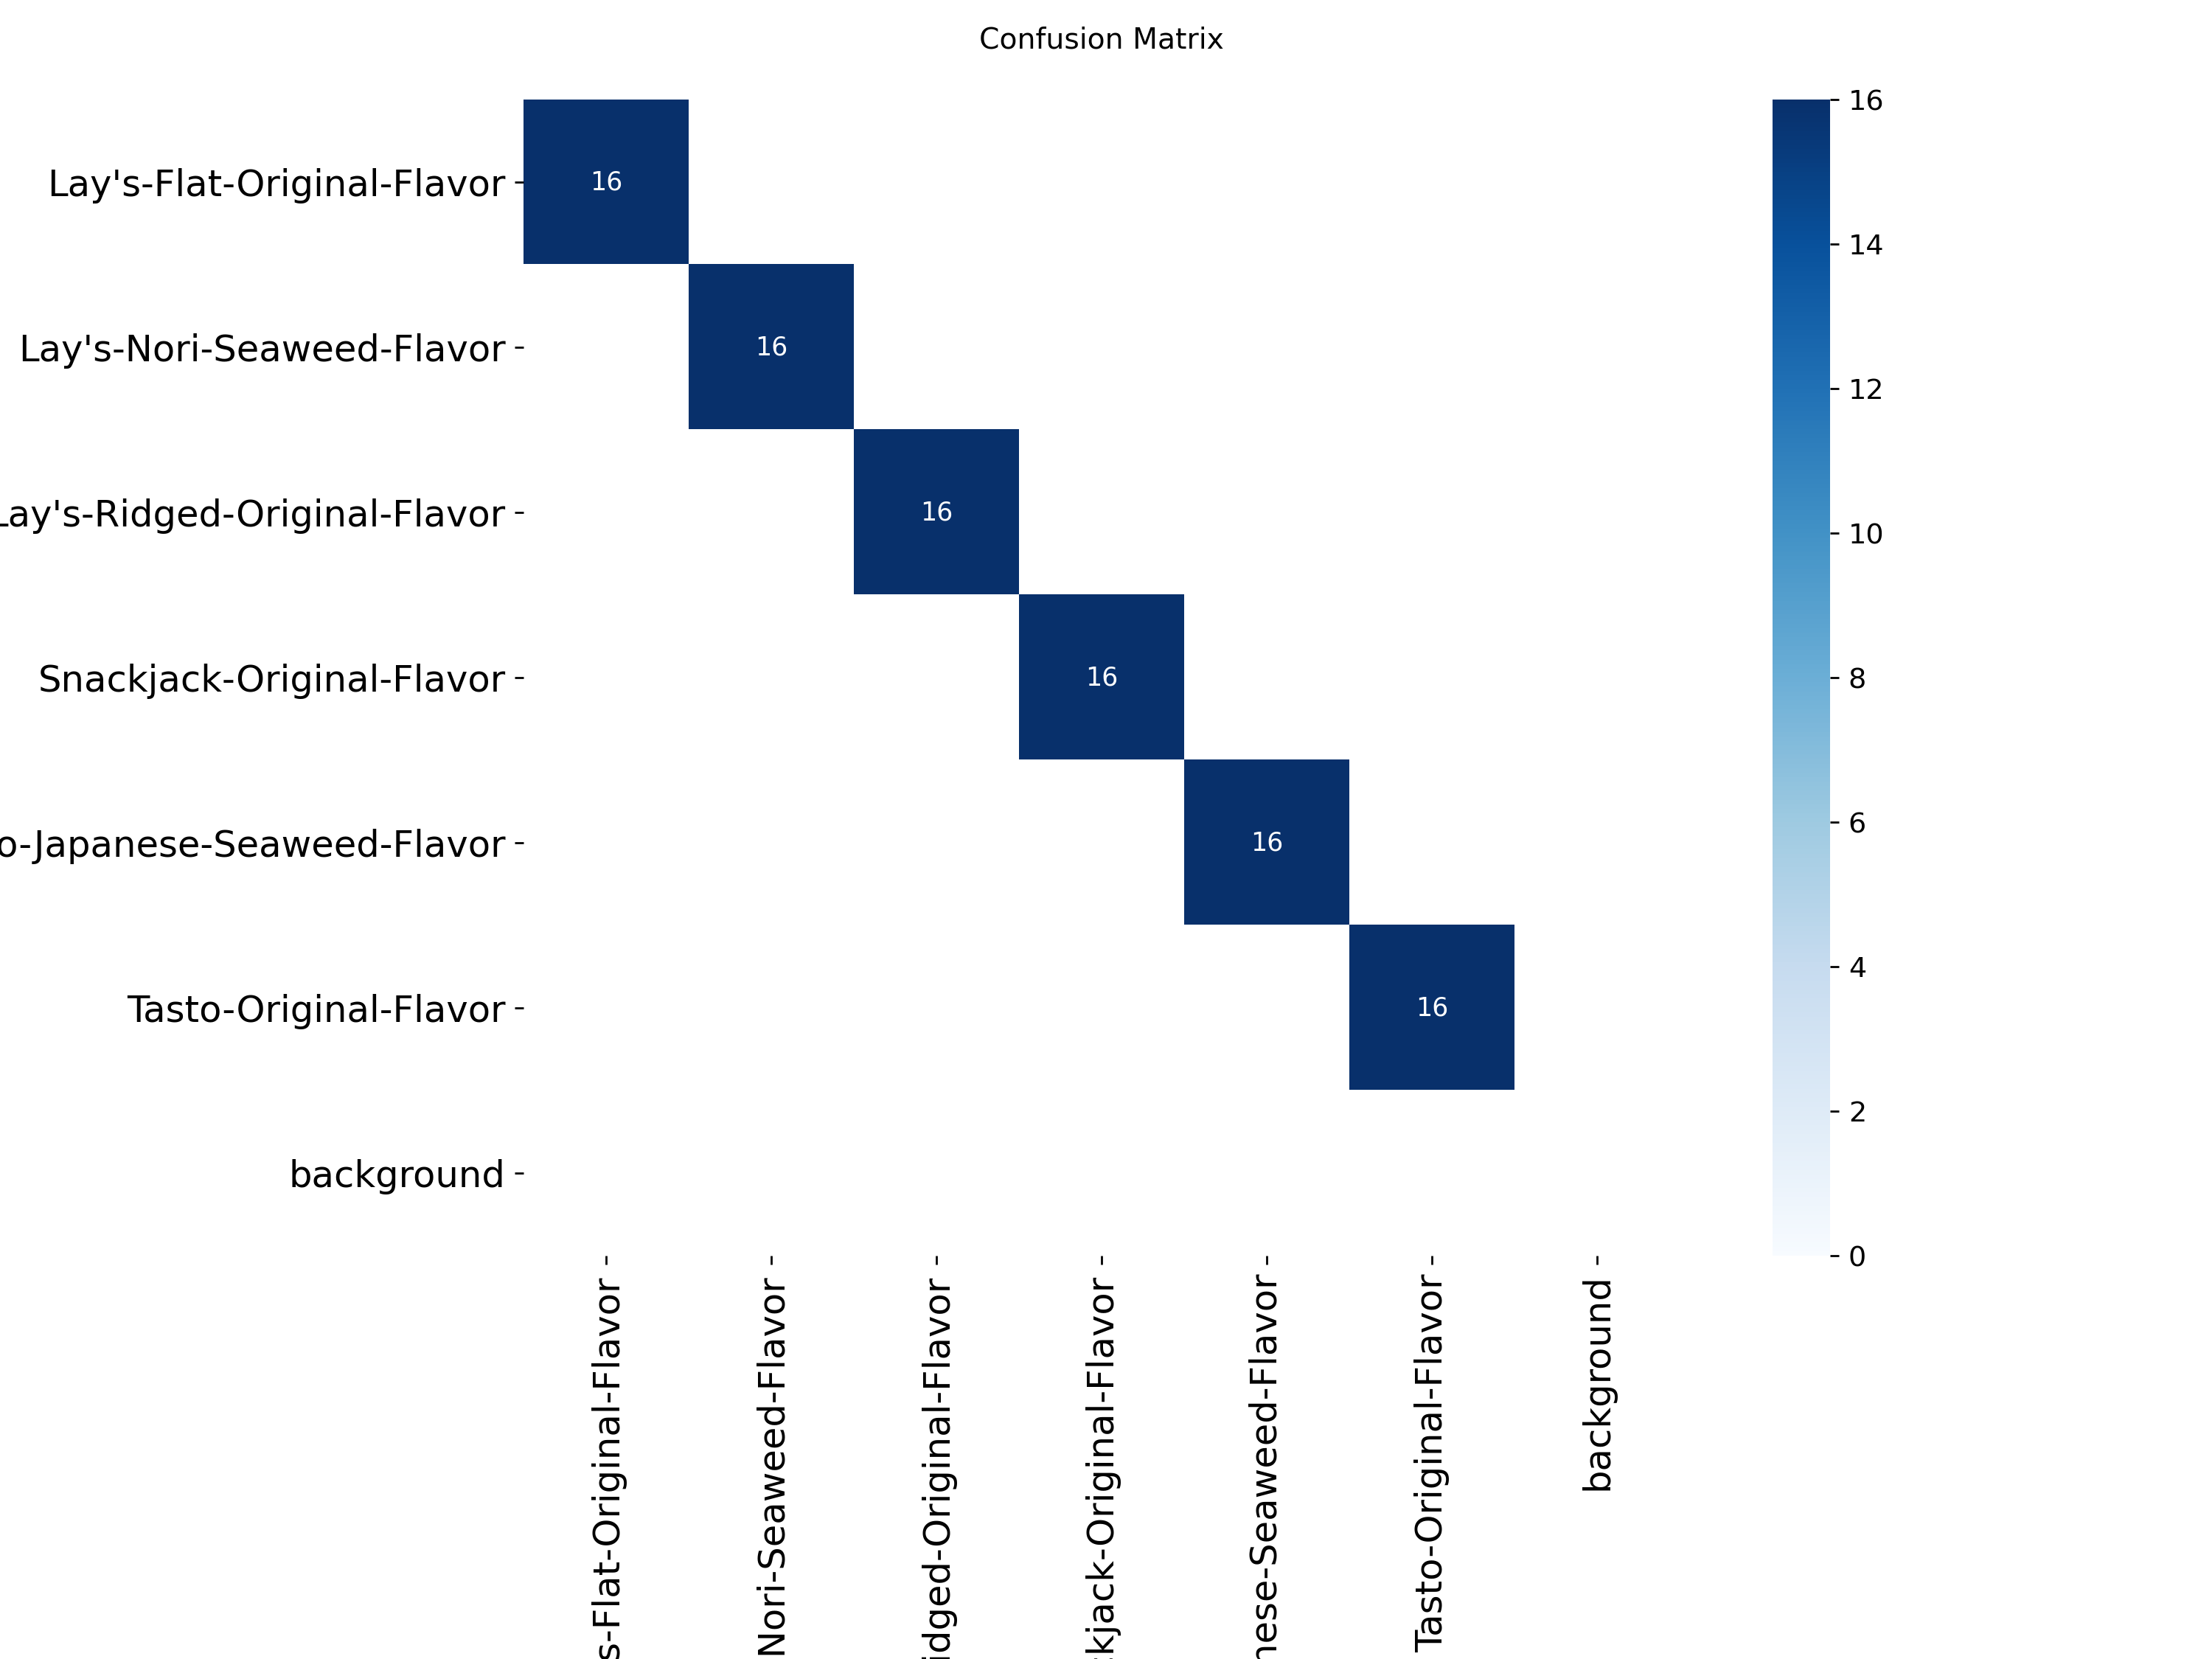 Confusion Matrix
Lay's-Flat-Original-Flavor
16
Lay's-Nori-Seaweed-Flavor
16
Lay's-Ridged-Original-Flavor
16
Snackjack-Original-Flavor
16
o-Japanese-Seaweed-Flavor
16
Tasto-Original-Flavor
16
background
16
14
12
10
8
6
4
2
0
s-Flat-Original-Flavor
Nori-Seaweed-Flavor
idged-Original-Flavor
ckjack-Original-Flavor
nese-Seaweed-Flavor
Tasto-Original-Flavor
background